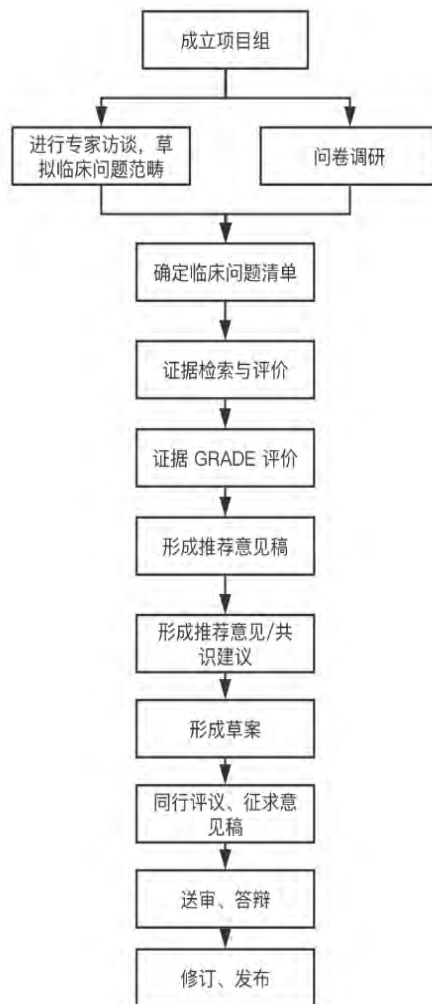 成立项目组
进行专家访谈，草
拟临床问题范畴
问卷调研
确定临床问题清单
证据检索与评价
证据 GRADE 评价
形成推荐意见稿
形成推荐意见/共
识建议
形成草案
同行评议、征求意
见稿
送审、答辩
修订、发布